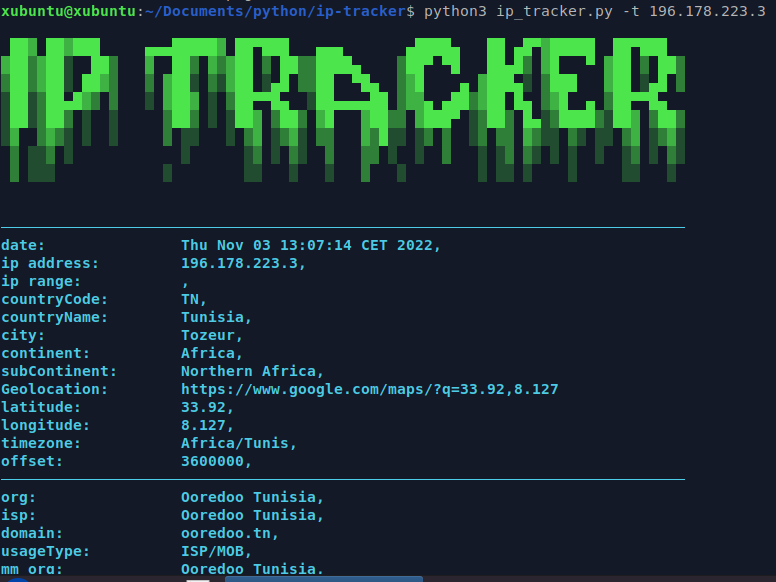 xubuntu@xubuntu:~/Documents/python/ip-tracker$ python3 ip_tracker.py -t 196.178.223.3
IP TRACKER
date: Thu Nov 03 13:07:14 CET 2022,
ip address: 196.178.223.3,
ip range: ,
countryCode: TN,
countryName: Tunisia,
city: Tozeur,
continent: Africa,
subContinent: Northern Africa,
Geolocation: https://www.google.com/maps/?q=33.92,8.127
latitude: 33.92,
longitude: 8.127,
timezone: Africa/Tunis,
offset: 3600000,
org: Ooredoo Tunisia,
isp: Ooredoo Tunisia,
domain: ooredoo.tn,
usageType: ISP/MOB,
mm org: Ooredoo Tunisia,